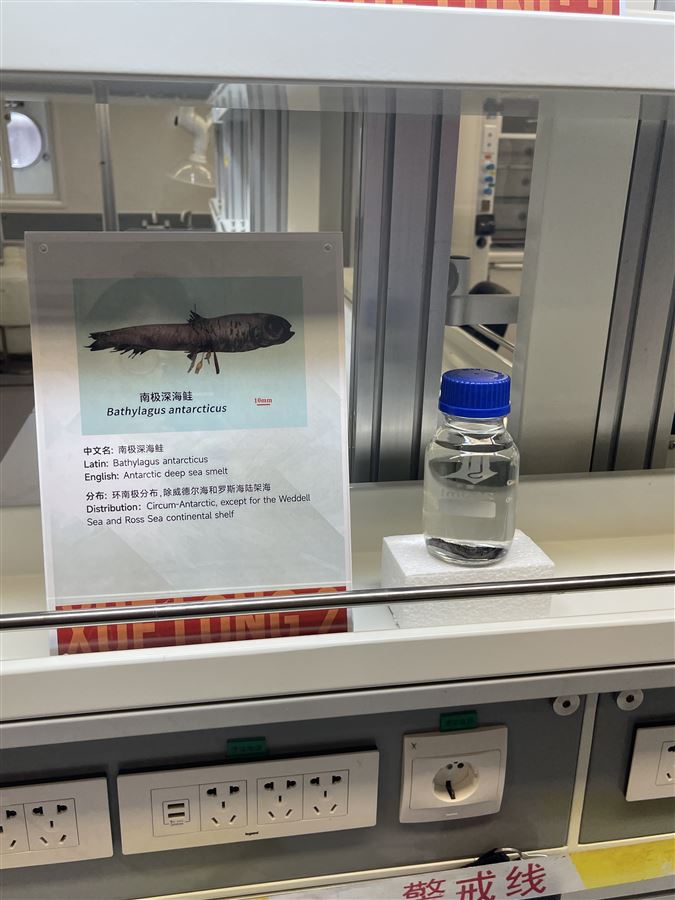 南极深海鲑
Bathylagus antarcticus
10mm
中文名: 南极深海鲑
Latin: Bathylagus antarcticus
English: Antarctic deep sea smelt
分布: 环南极分布, 除威德尔海和罗斯海陆架海
Distribution: Circum-Antarctic, except for the Weddell
Sea and Ross Sea continental shelf
XUE LONG 2
legrand
警戒线